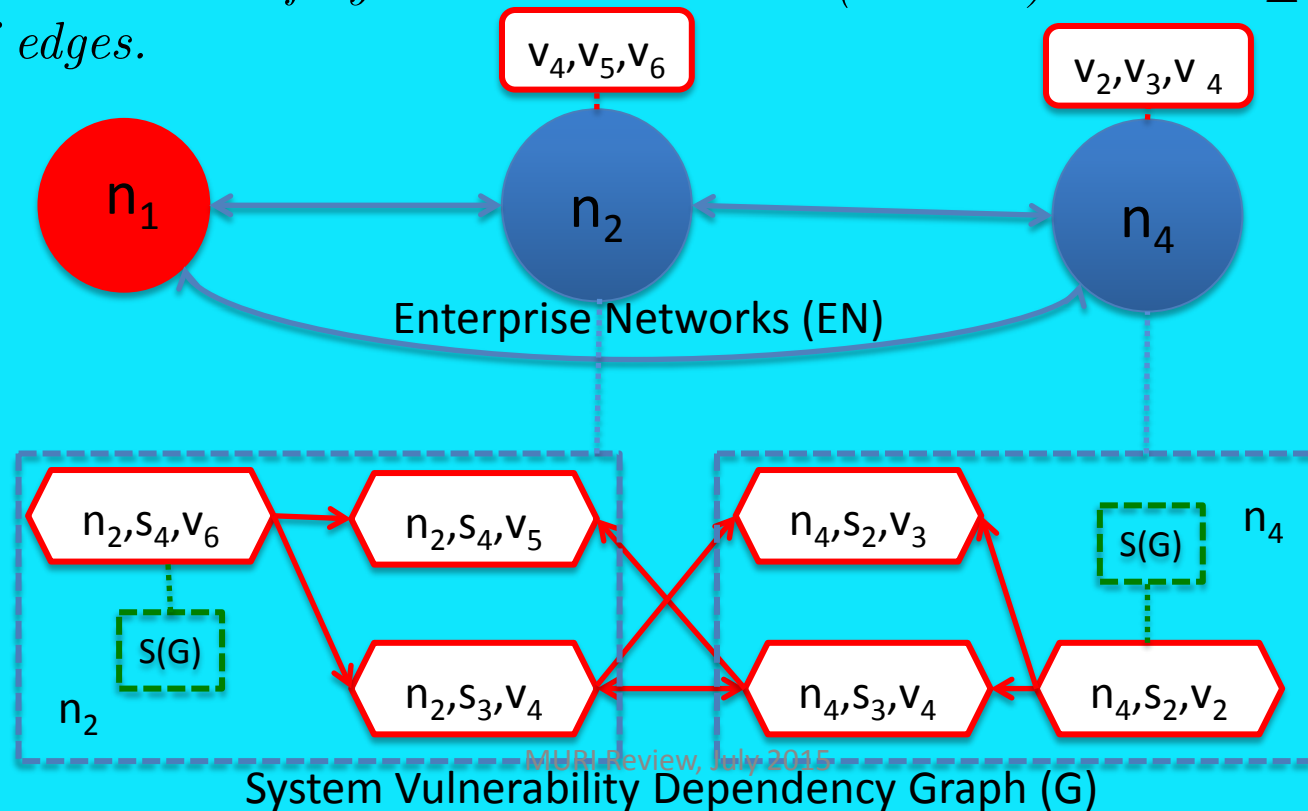 edges.
v₄,v₅,v₆
v₂,v₃,v ₄
n₁
n₂
n₄
Enterprise Networks (EN)
n₂,s₄,v₆
n₂,s₄,v₅
n₄,s₂,v₃
S(G)
n₄
S(G)
n₂
n₂,s₃,v₄
n₄,s₃,v₄
n₄,s₂,v₂
MURI Review, July 2015
System Vulnerability Dependency Graph (G)